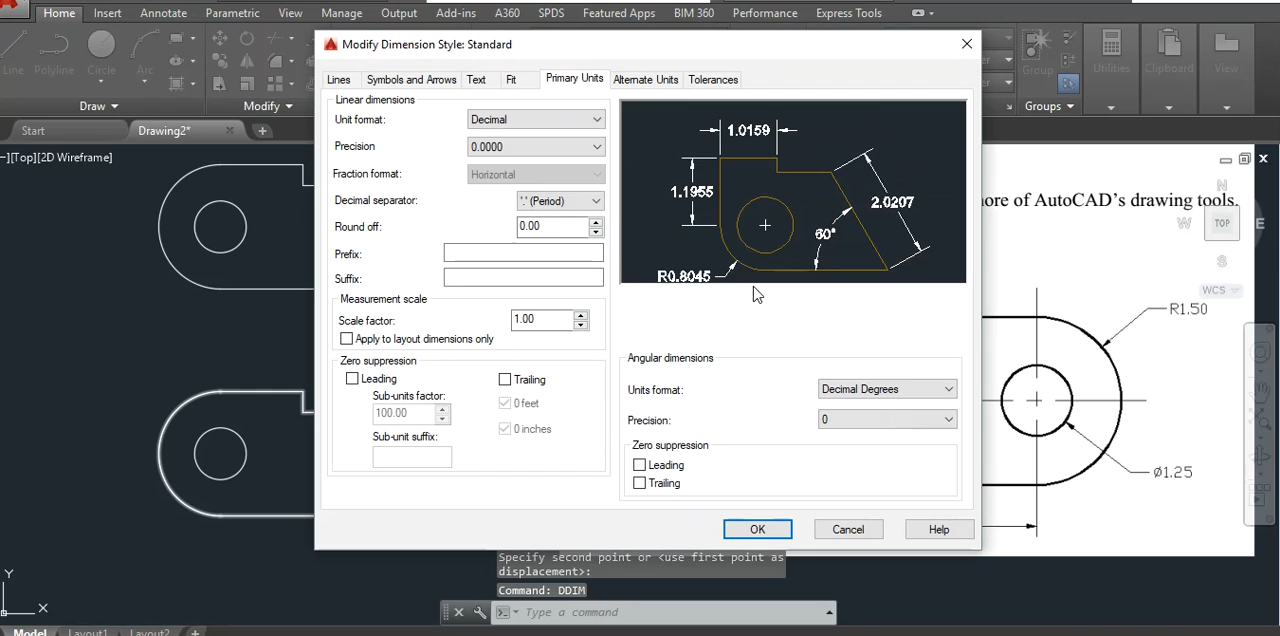 Home Insert Annotate Parametric View Manage Output Add-ins A360 SPDS Featured Apps BIM 360 Performance Express Tools
Line Polyline Circle Arc
Draw Modify
Group Utilities Clipboard View
Groups
Start Drawing2* +
][Top][2D Wireframe]
Modify Dimension Style: Standard
Lines Symbols and Arrows Text Fit Primary Units Alternate Units Tolerances
Linear dimensions
Unit format: Decimal
Precision 0.0000
Fraction format: Horizontal
Decimal separator: '.' (Period)
Round off: 0.00
Prefix:
Suffix:
Measurement scale
Scale factor: 1.00
Apply to layout dimensions only
Zero suppression
Leading Trailing
Sub-units factor: 0 feet
100.00 0 inches
Sub-unit suffix:
1.0159
1.1955
2.0207
60°
R0.8045
Angular dimensions
Units format: Decimal Degrees
Precision: 0
Zero suppression
Leading
Trailing
OK Cancel Help
more of AutoCAD's drawing tools.
N
W TOP E
S
WCS
R1.50
Ø1.25
Specify second point or <use first point as
displacement>:
Command: DDIM
Type a command
Y
X
Model Layout1 Layout2 +